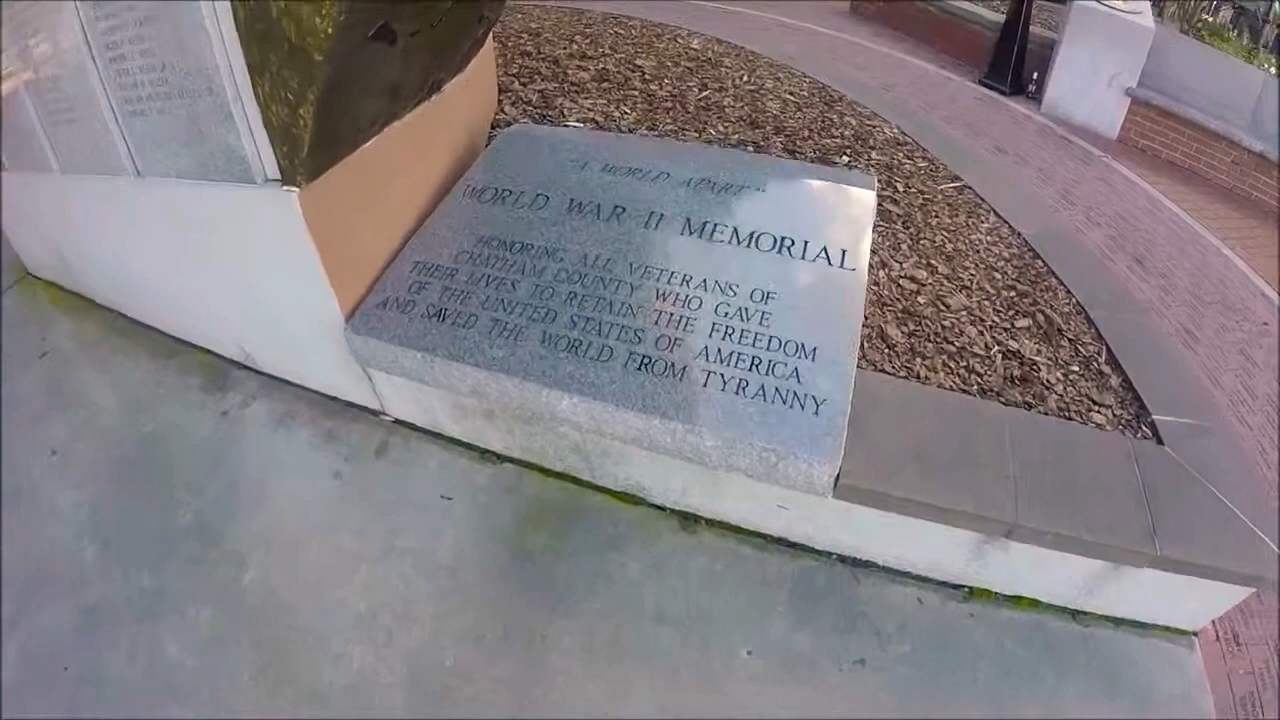 "A WORLD APART"
WORLD WAR II MEMORIAL
HONORING ALL VETERANS OF
CHATHAM COUNTY WHO GAVE
THEIR LIVES TO RETAIN THE FREEDOM
OF THE UNITED STATES OF AMERICA
AND SAVED THE WORLD FROM TYRANNY